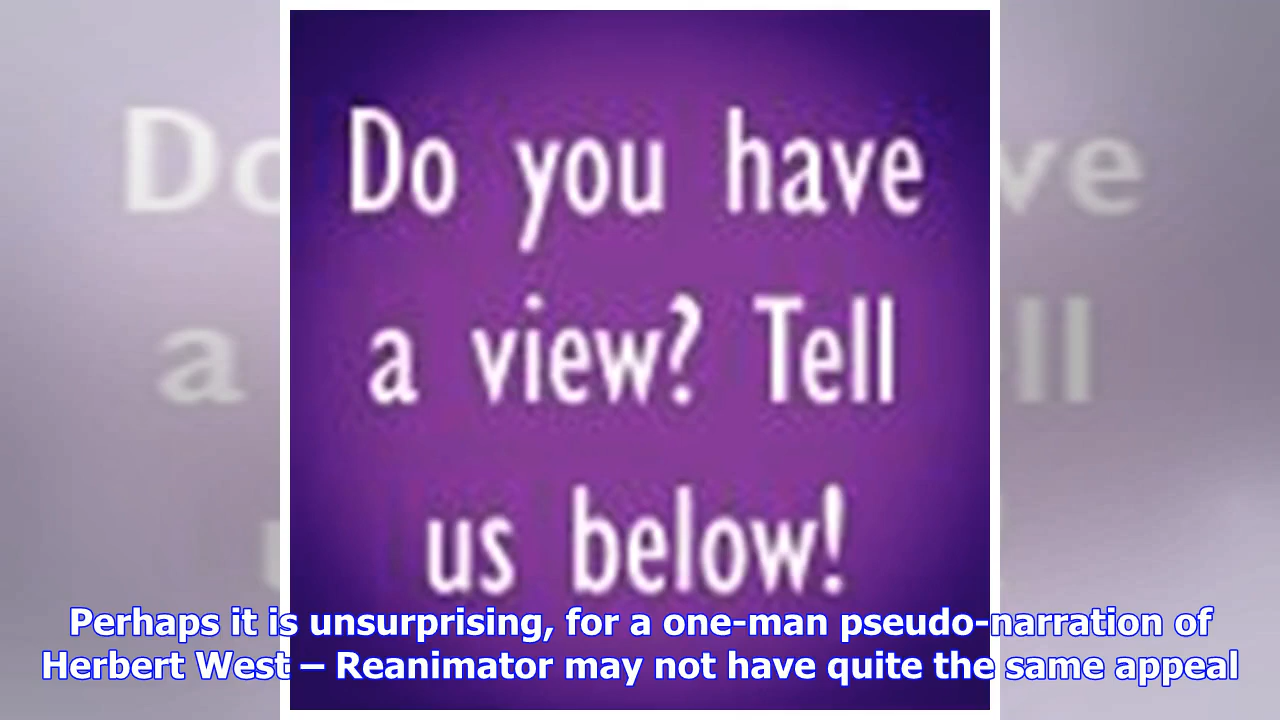 Do you have
a view? Tell
us below!
Perhaps it is unsurprising, for a one-man pseudo-narration of
Herbert West – Reanimator may not have quite the same appeal